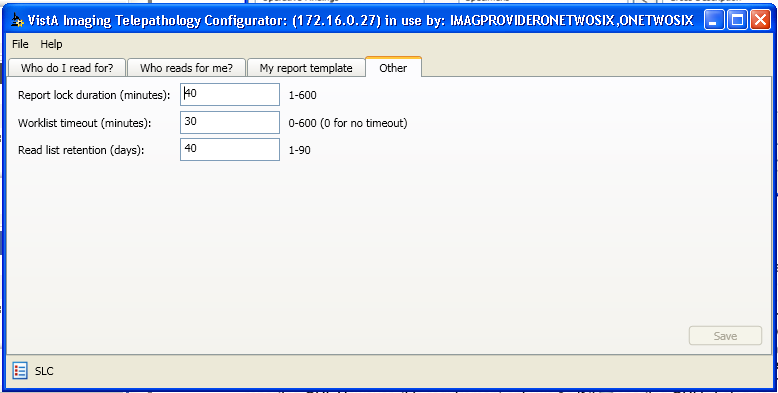 VistA Imaging Telepathology Configurator: (172.16.0.27) in use by: IMAGPROVIDERONETWOSIX,ONETWOSIX
File Help
Who do I read for? Who reads for me? My report template Other
Report lock duration (minutes): 40 1-600
Worklist timeout (minutes): 30 0-600 (0 for no timeout)
Read list retention (days): 40 1-90
Save
SLC